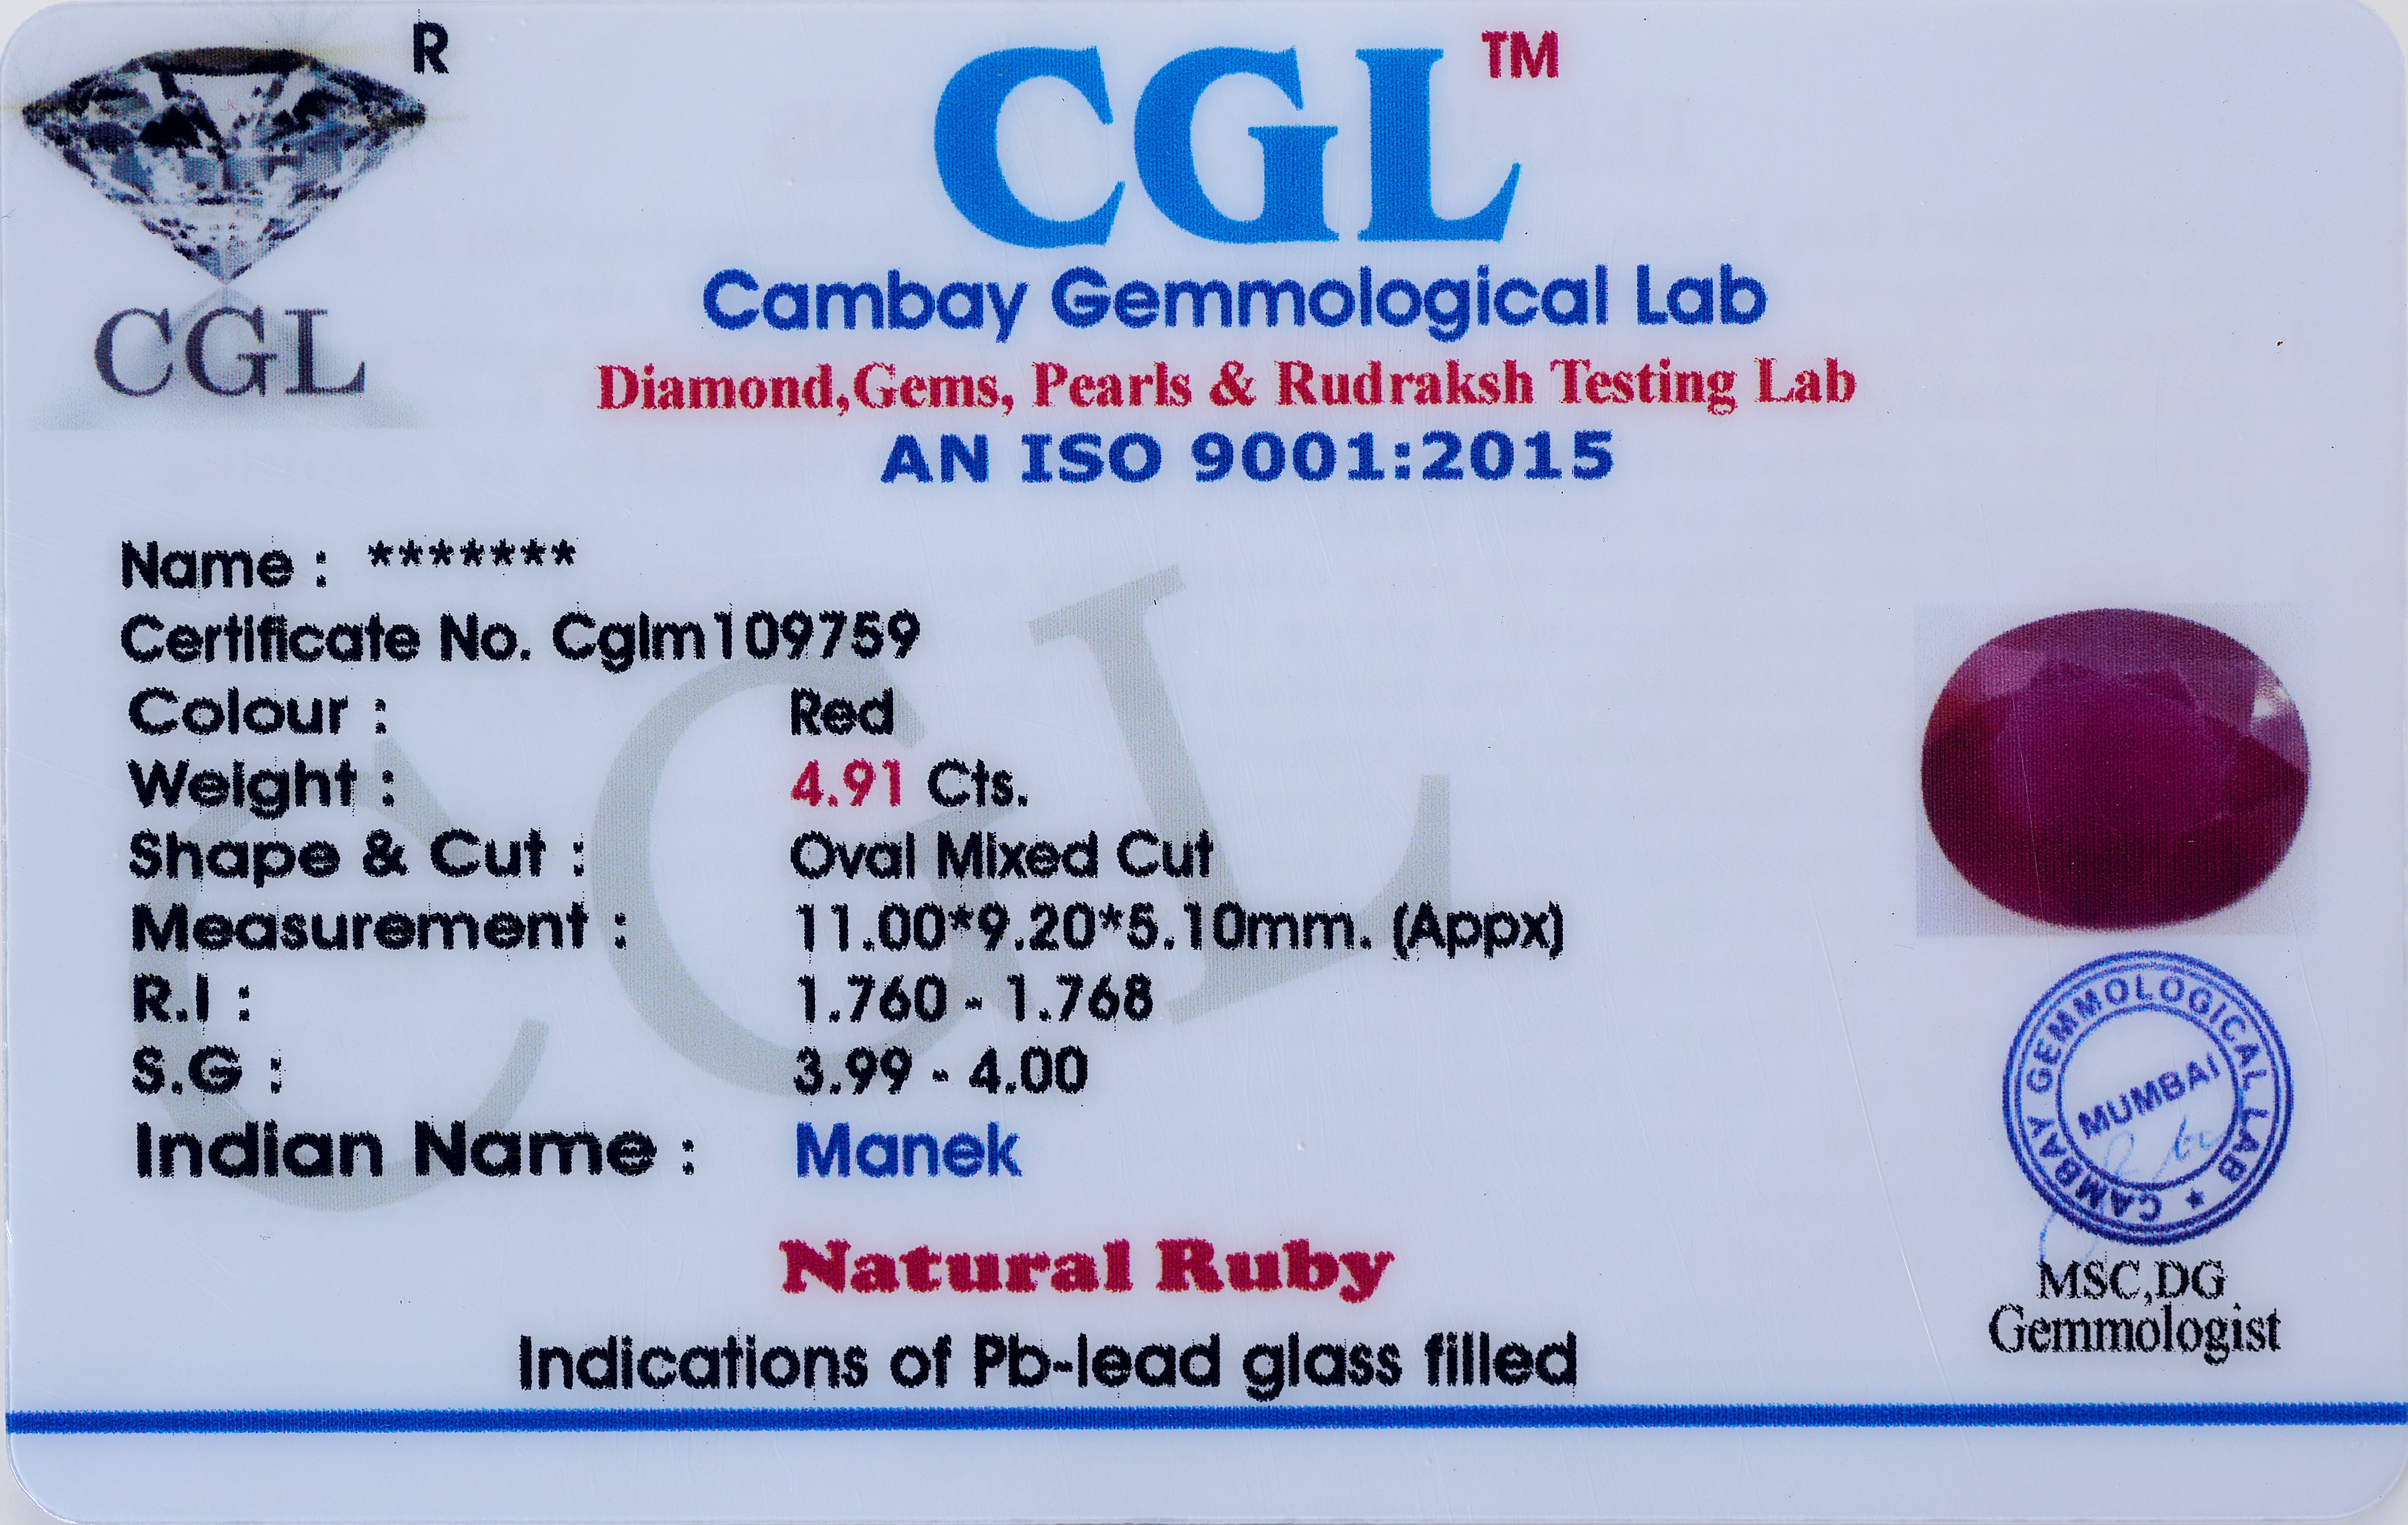 R
CGL
CGL TM
Cambay Gemmological Lab
Diamond,Gems, Pearls & Rudraksh Testing Lab
AN ISO 9001:2015
Name : *******
Certificate No. Cglm109759
Colour : Red
Weight : 4.91 Cts.
Shape & Cut : Oval Mixed Cut
Measurement : 11.00*9.20*5.10mm. (Appx)
R.I : 1.760 - 1.768
S.G : 3.99 - 4.00
Indian Name : Manek
Natural Ruby
Indications of Pb-lead glass filled
CGL
CAMBAY GEMMOLOGICAL LAB ★
MUMBAI
MSC,DG
Gemmologist